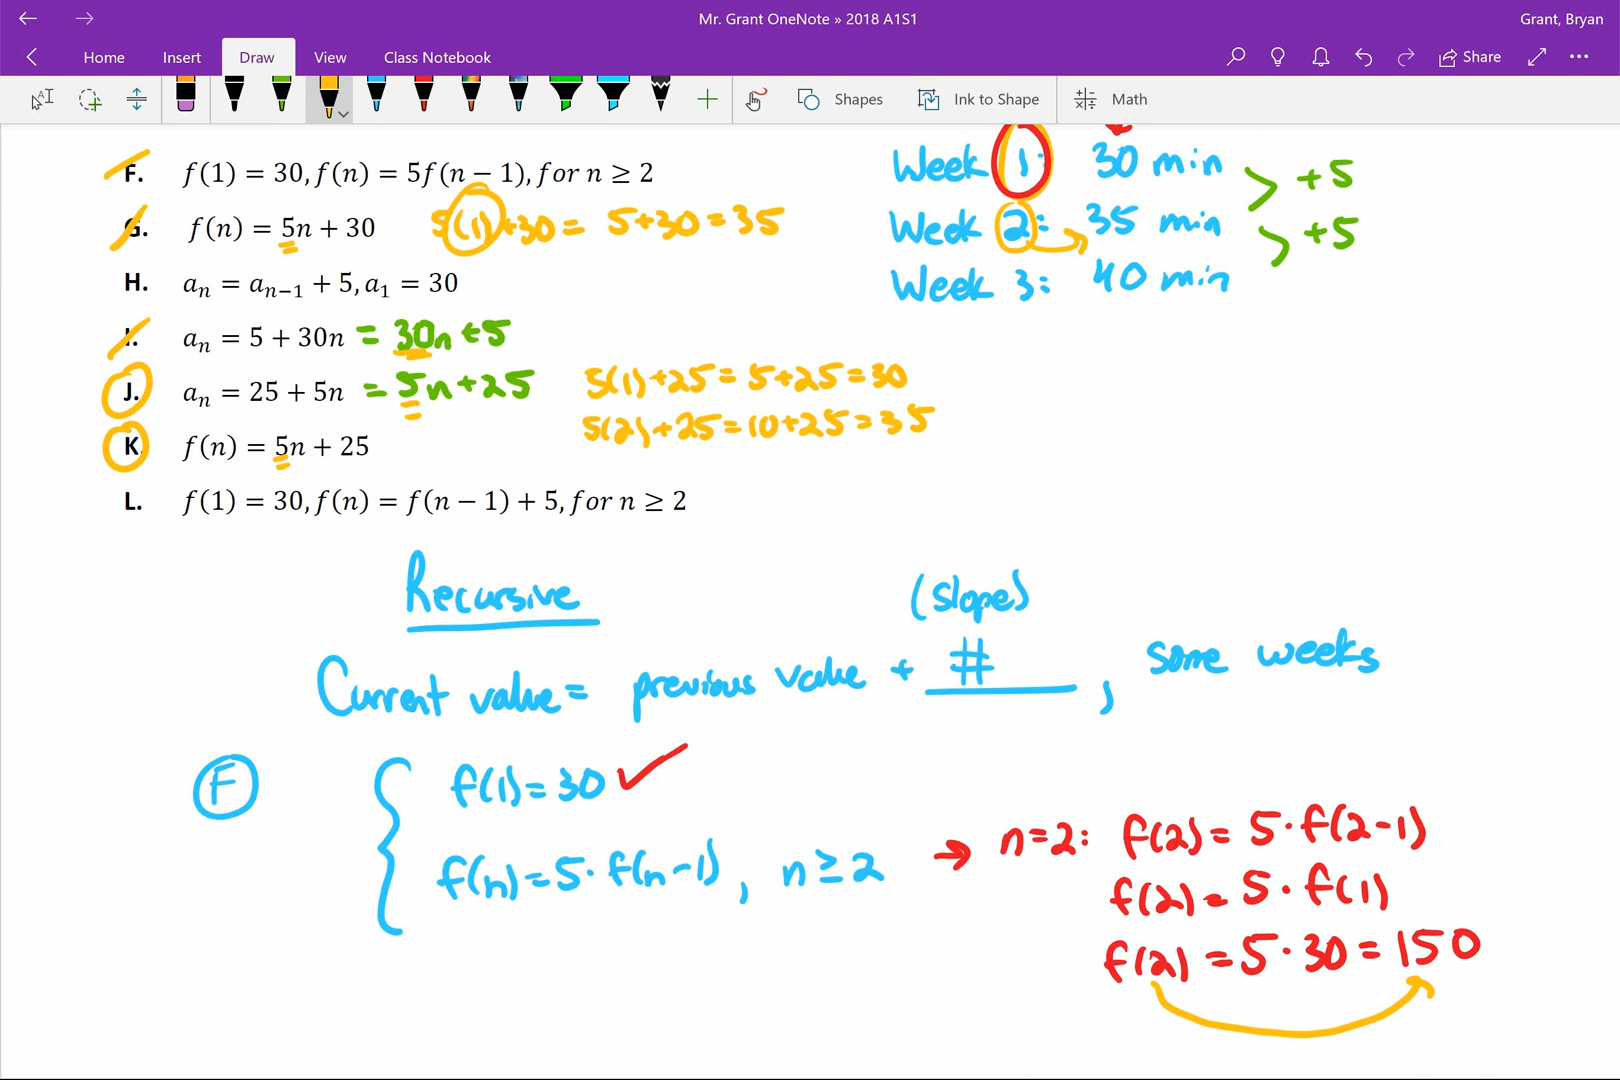 Mr. Grant OneNote » 2018 A1S1
Grant, Bryan
Home Insert Draw View Class Notebook Share
Shapes Ink to Shape Math
F. f(1) = 30, f(n) = 5f(n − 1), for n ≥ 2
G. f(n) = 5n + 30 5(1)+30 = 5+30=35
H. aₙ = aₙ₋₁ + 5, a₁ = 30
I. aₙ = 5 + 30n = 30n+5
J. aₙ = 25 + 5n = 5n+25
K. f(n) = 5n + 25
L. f(1) = 30, f(n) = f(n − 1) + 5, for n ≥ 2
5(1)+25=5+25=30
5(2)+25=10+25=35
Week 1: 30 min
> +5
Week 2: 35 min
> +5
Week 3: 40 min
Recursive
(slope)
Current value = previous value + #, some weeks
F
f(1)=30 ✓
f(n)=5·f(n-1), n≥2
→ n=2: f(2)=5·f(2-1)
f(2)=5·f(1)
f(2)=5·30=150